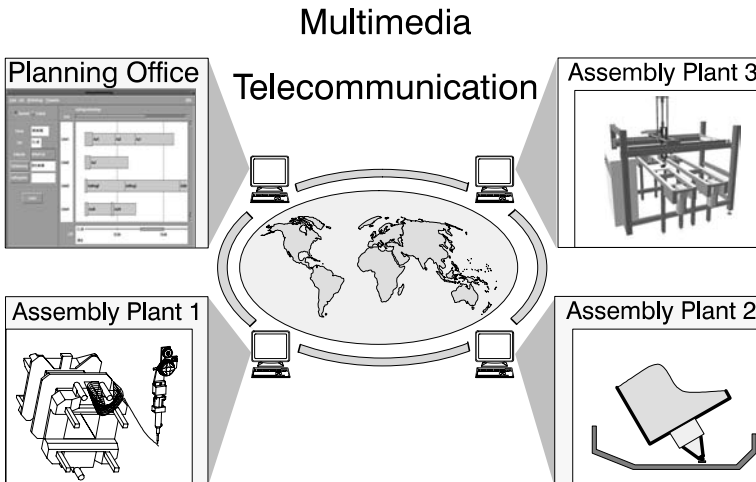 Multimedia
Telecommunication
Planning Office
Assembly Plant 3
Assembly Plant 1
Assembly Plant 2